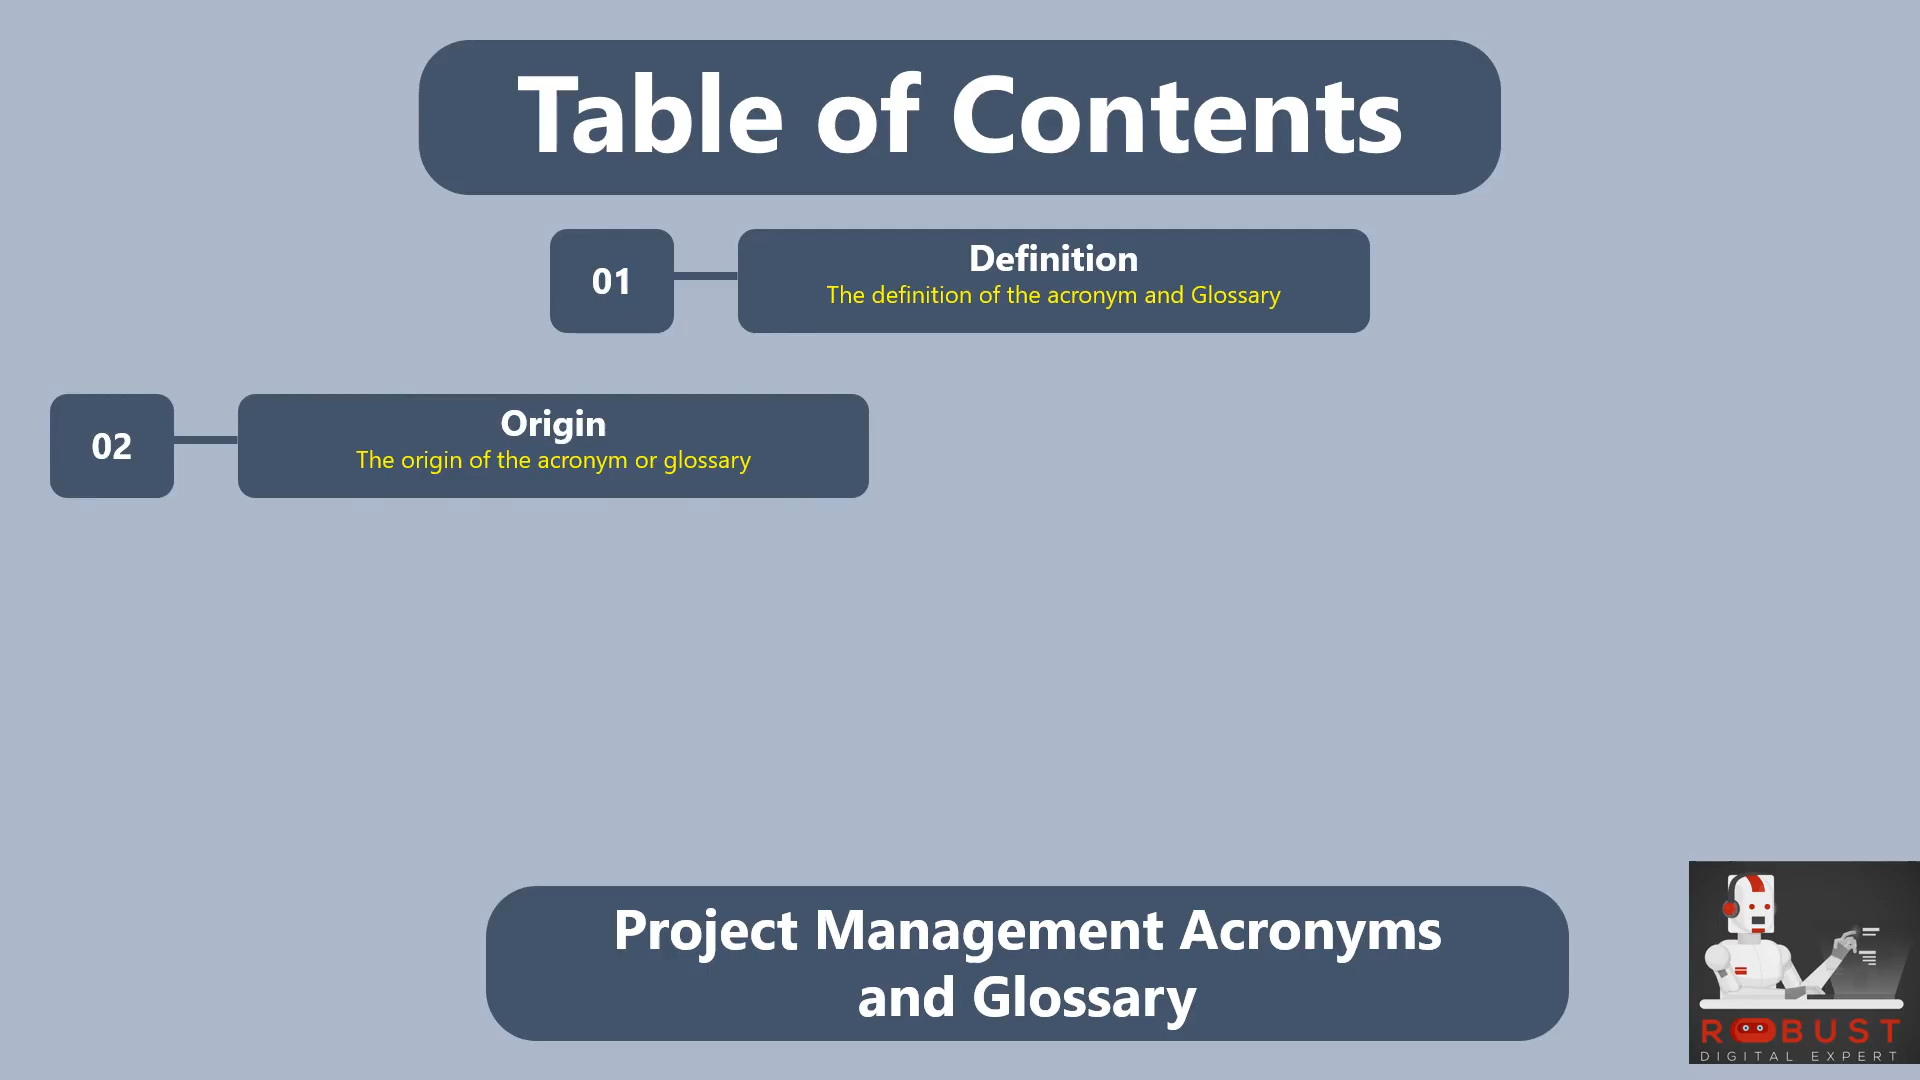 Table of Contents
01
Definition
The definition of the acronym and Glossary
02
Origin
The origin of the acronym or glossary
Project Management Acronyms
and Glossary
ROBUST
DIGITAL EXPERT